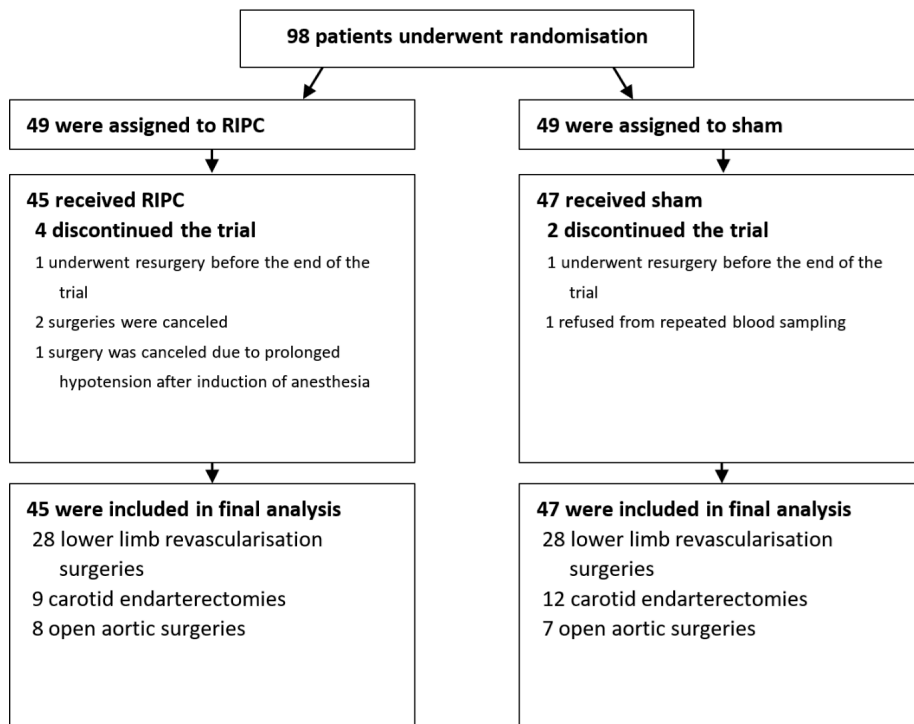 98 patients underwent randomisation
49 were assigned to RIPC
49 were assigned to sham
45 received RIPC
4 discontinued the trial
1 underwent resurgery before the end of the
trial
2 surgeries were canceled
1 surgery was canceled due to prolonged
hypotension after induction of anesthesia
47 received sham
2 discontinued the trial
1 underwent resurgery before the end of the
trial
1 refused from repeated blood sampling
45 were included in final analysis
28 lower limb revascularisation
surgeries
9 carotid endarterectomies
8 open aortic surgeries
47 were included in final analysis
28 lower limb revascularisation
surgeries
12 carotid endarterectomies
7 open aortic surgeries